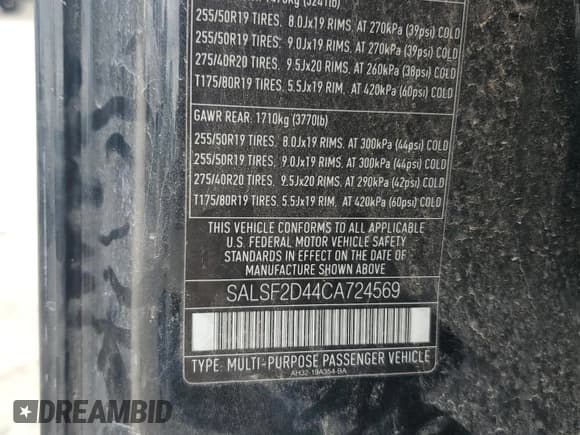 255/50R19 TIRES. 8.0Jx19 RIMS. AT 270kPa (39psi) COLD
255/50R19 TIRES. 9.0Jx19 RIMS. AT 270kPa (39psi) COLD
275/40R20 TIRES. 9.5Jx20 RIMS. AT 260kPa (38psi) COLD
T175/80R19 TIRES. 5.5Jx19 RIM. AT 420kPa (60psi) COLD
GAWR REAR: 1710kg (3770lb)
255/50R19 TIRES. 8.0Jx19 RIMS. AT 300kPa (44psi) COLD
255/50R19 TIRES. 9.0Jx19 RIMS. AT 300kPa (44psi) COLD
275/40R20 TIRES. 9.5Jx20 RIMS. AT 290kPa (42psi) COLD
T175/80R19 TIRES. 5.5Jx19 RIM. AT 420kPa (60psi) COLD
THIS VEHICLE CONFORMS TO ALL APPLICABLE
U.S. FEDERAL MOTOR VEHICLE SAFETY
STANDARDS IN EFFECT ON THE DATE OF
MANUFACTURE SHOWN ABOVE
SALSF2D44CA724569
TYPE: MULTI-PURPOSE PASSENGER VEHICLE
AH32-19A354-BA
DREAMBID